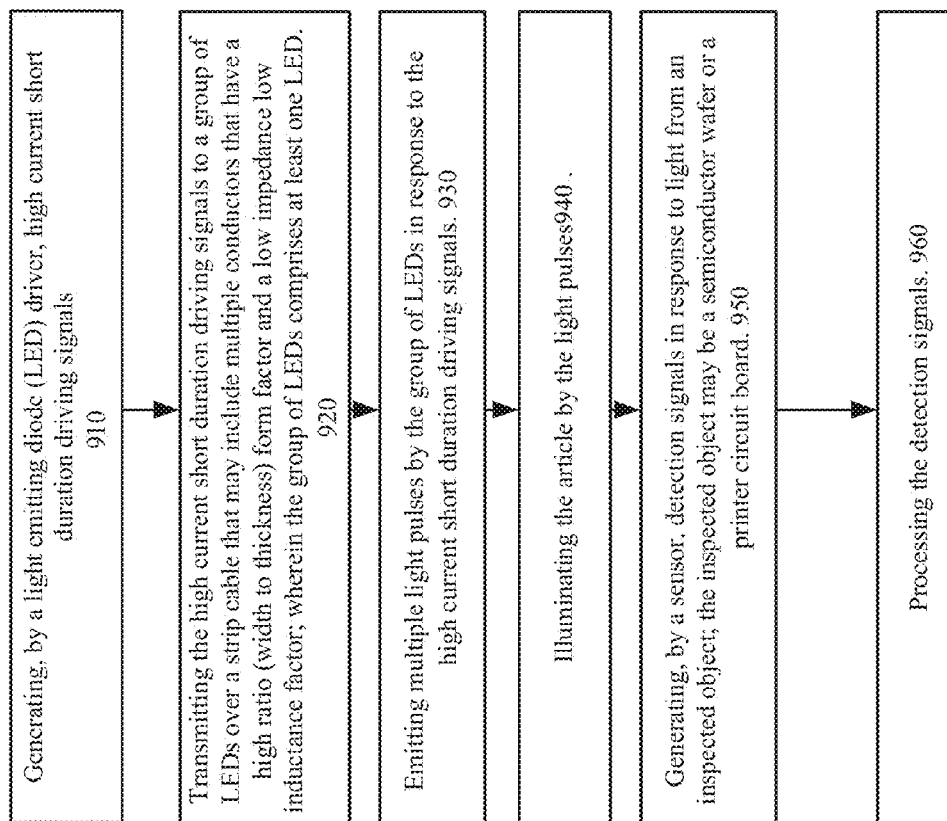 Generating, by a light emitting diode (LED) driver, high current short
duration driving signals
910
Transmitting the high current short duration driving signals to a group of
LEDs over a strip cable that may include multiple conductors that have a
high ratio (width to thickness) form factor and a low impedance low
inductance factor; wherein the group of LEDs comprises at least one LED.
920
Emitting multiple light pulses by the group of LEDs in response to the
high current short duration driving signals. 930
Illuminating the article by the light pulses940 .
Generating, by a sensor, detection signals in response to light from an
inspected object; the inspected object may be a semiconductor wafer or a
printer circuit board. 950
Processing the detection signals. 960